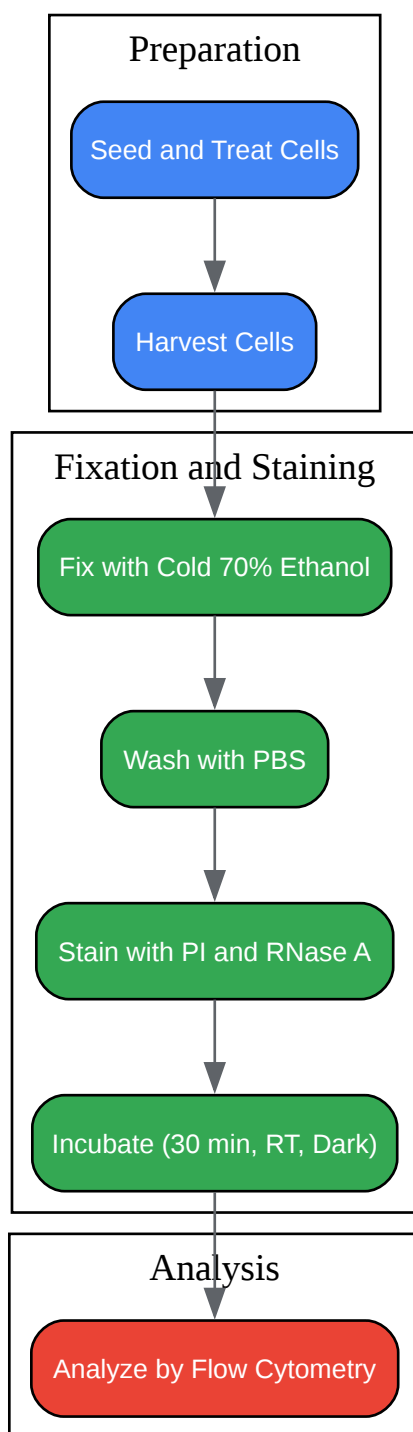 Preparation
Seed and Treat Cells
Harvest Cells
Fixation and Staining
Fix with Cold 70% Ethanol
Wash with PBS
Stain with PI and RNase A
Incubate (30 min, RT, Dark)
Analysis
Analyze by Flow Cytometry